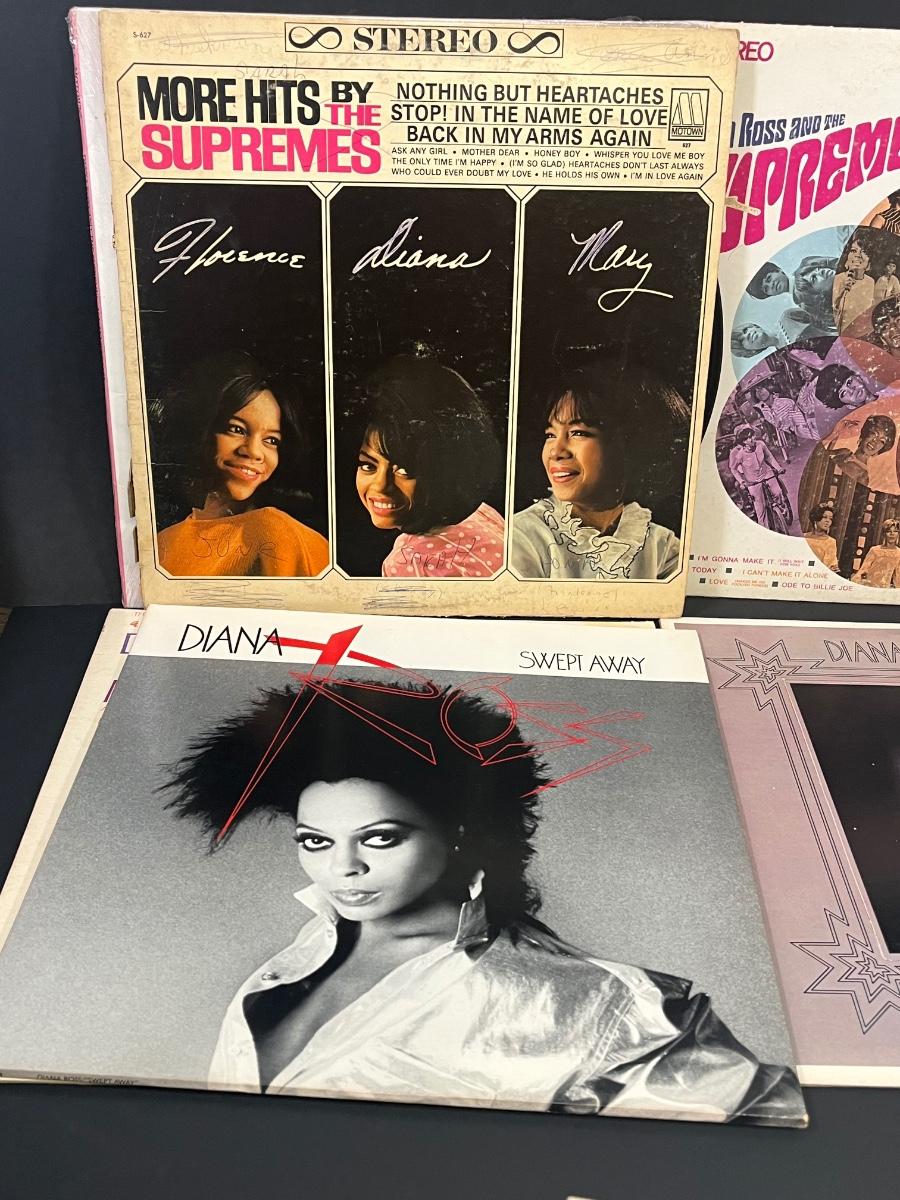 S-627
STEREO
MORE HITS BY
THE
SUPREMES
NOTHING BUT HEARTACHES
STOP! IN THE NAME OF LOVE
BACK IN MY ARMS AGAIN
ASK ANY GIRL • MOTHER DEAR • HONEY BOY • WHISPER YOU LOVE ME BOY
THE ONLY TIME I'M HAPPY • (I'M SO GLAD) HEARTACHES DON'T LAST ALWAYS
WHO COULD EVER DOUBT MY LOVE • HE HOLDS HIS OWN • I'M IN LOVE AGAIN
M
MOTOWN
627
Florence
Diana
Mary
SARAH
REO
Ross AND THE
UPREME
I'M GONNA MAKE IT
TODAY ■ I CAN'T MAKE IT ALONE
■ LOVE ■ ODE TO BILLIE JOE
DIANA
Ross
SWEPT AWAY
DIANA ROSS "SWEPT AWAY"
DIANA